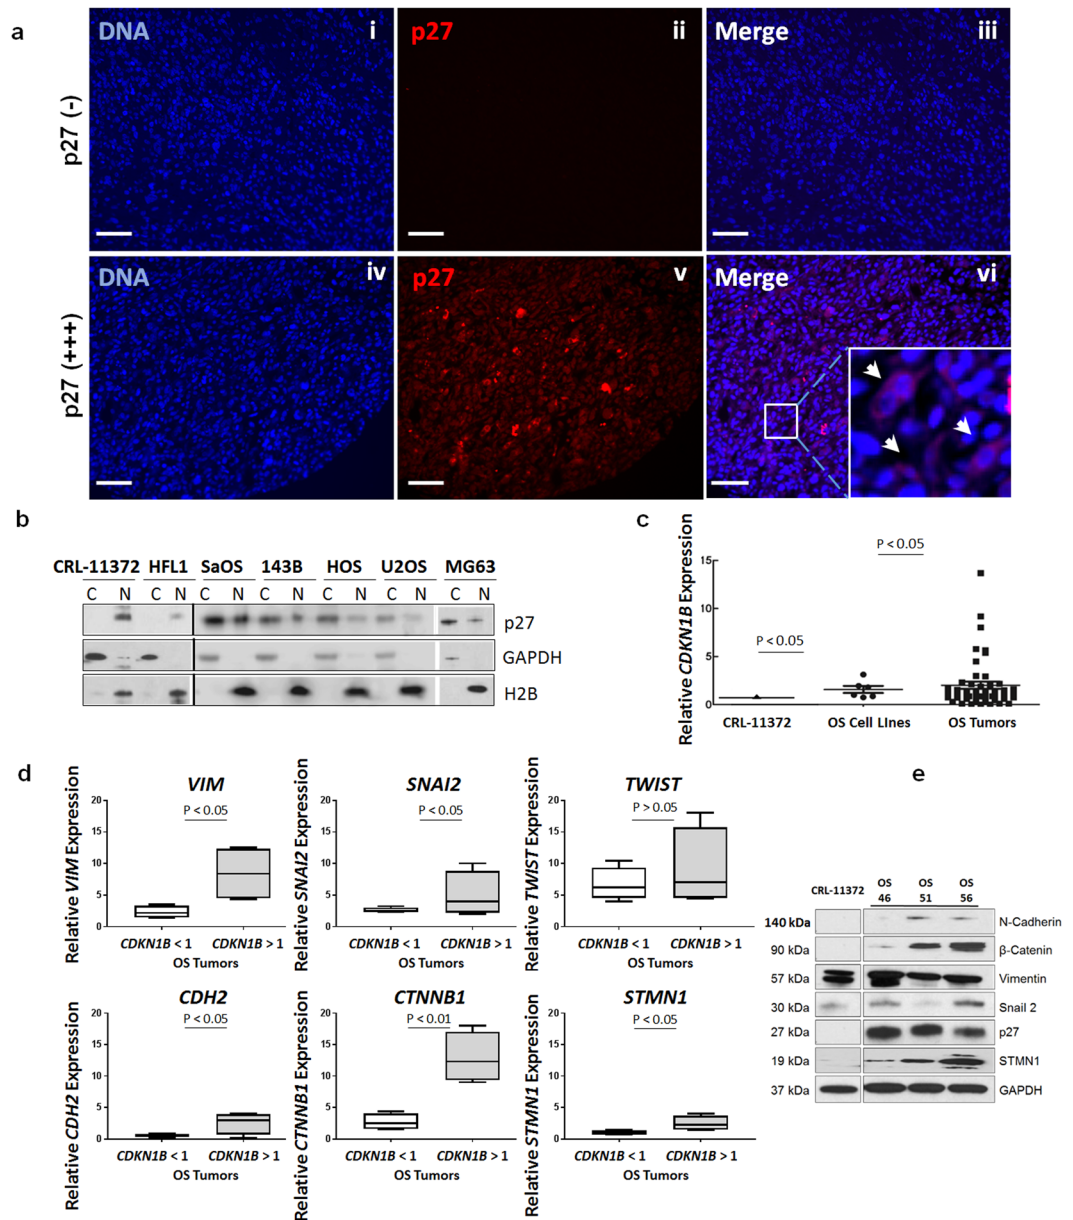 a
DNA i p27 ii Merge iii
p27 (-)
DNA iv p27 v Merge vi
p27 (+++)
b
CRL-11372 HFL1 SaOS 143B HOS U2OS MG63
C N C N C N C N C N C N C N
p27
GAPDH
H2B
c
Relative CDKN1B Expression
15
10
5
0
P < 0.05
P < 0.05
CRL-11372 OS Cell LInes OS Tumors
d
VIM
Relative VIM Expression
20
15
10
5
0
P < 0.05
CDKN1B < 1 CDKN1B > 1
OS Tumors
SNAI2
Relative SNAI2 Expression
20
15
10
5
0
P < 0.05
CDKN1B < 1 CDKN1B > 1
OS Tumors
TWIST
Relative TWIST Expression
20
15
10
5
0
P > 0.05
CDKN1B < 1 CDKN1B > 1
OS Tumors
CDH2
Relative CDH2 Expression
20
15
10
5
0
P < 0.05
CDKN1B < 1 CDKN1B > 1
OS Tumors
CTNNB1
Relative CTNNB1 Expression
20
15
10
5
0
P < 0.01
CDKN1B < 1 CDKN1B > 1
OS Tumors
STMN1
Relative STMN1 Expression
20
15
10
5
0
P < 0.05
CDKN1B < 1 CDKN1B > 1
OS Tumors
e
CRL-11372 OS 46 OS 51 OS 56
140 kDa N-Cadherin
90 kDa β-Catenin
57 kDa Vimentin
30 kDa Snail 2
27 kDa p27
19 kDa STMN1
37 kDa GAPDH